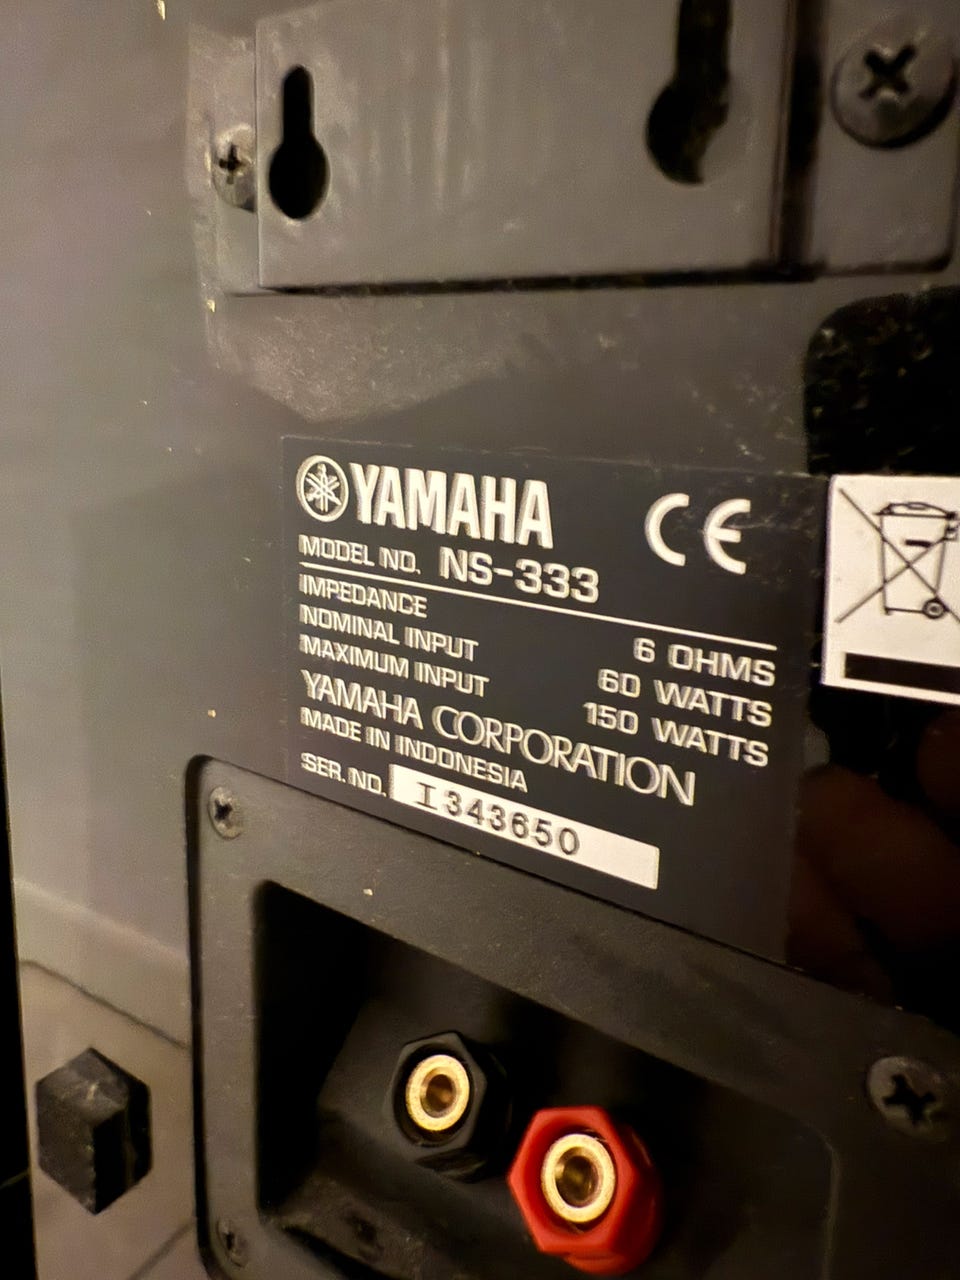 YAMAHA CE
MODEL NO. NS-333
IMPEDANCE 6 OHMS
NOMINAL INPUT 60 WATTS
MAXIMUM INPUT 150 WATTS
YAMAHA CORPORATION
MADE IN INDONESIA
SER. NO. I343650